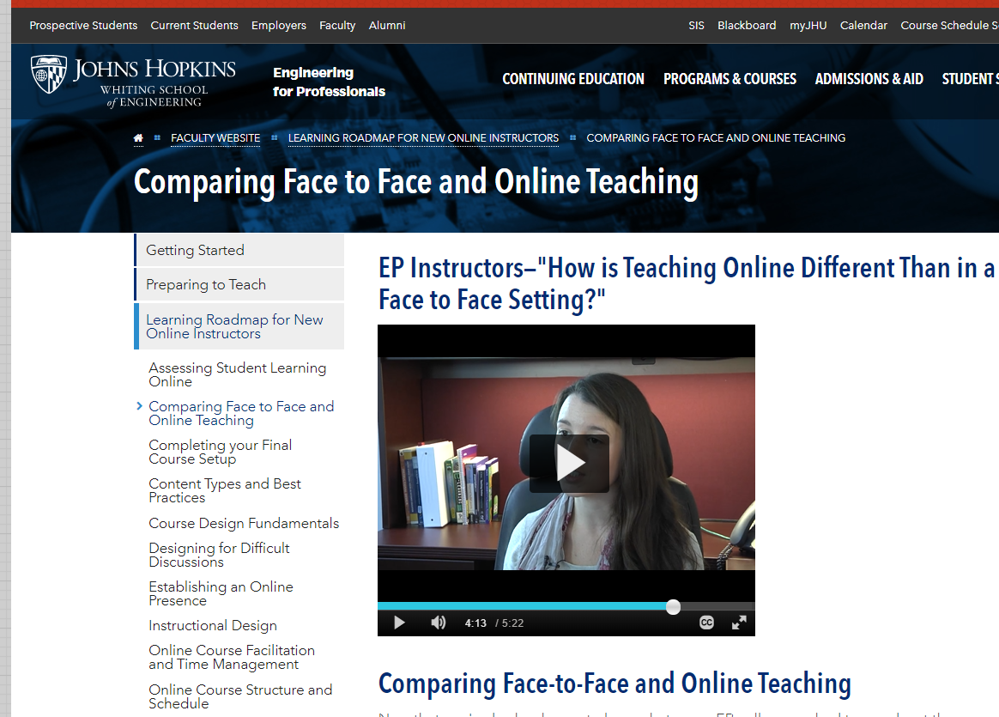 Prospective Students Current Students Employers Faculty Alumni SIS Blackboard myJHU Calendar Course Schedule
JOHNS HOPKINS
WHITING SCHOOL
of ENGINEERING
Engineering
for Professionals
CONTINUING EDUCATION PROGRAMS & COURSES ADMISSIONS & AID STUDENT
FACULTY WEBSITE LEARNING ROADMAP FOR NEW ONLINE INSTRUCTORS COMPARING FACE TO FACE AND ONLINE TEACHING
Comparing Face to Face and Online Teaching
Getting Started
Preparing to Teach
Learning Roadmap for New
Online Instructors
Assessing Student Learning
Online
Comparing Face to Face and
Online Teaching
Completing your Final
Course Setup
Content Types and Best
Practices
Course Design Fundamentals
Designing for Difficult
Discussions
Establishing an Online
Presence
Instructional Design
Online Course Facilitation
and Time Management
Online Course Structure and
Schedule
EP Instructors–"How is Teaching Online Different Than in a
Face to Face Setting?"
4:13 / 5:22 CC
Comparing Face-to-Face and Online Teaching